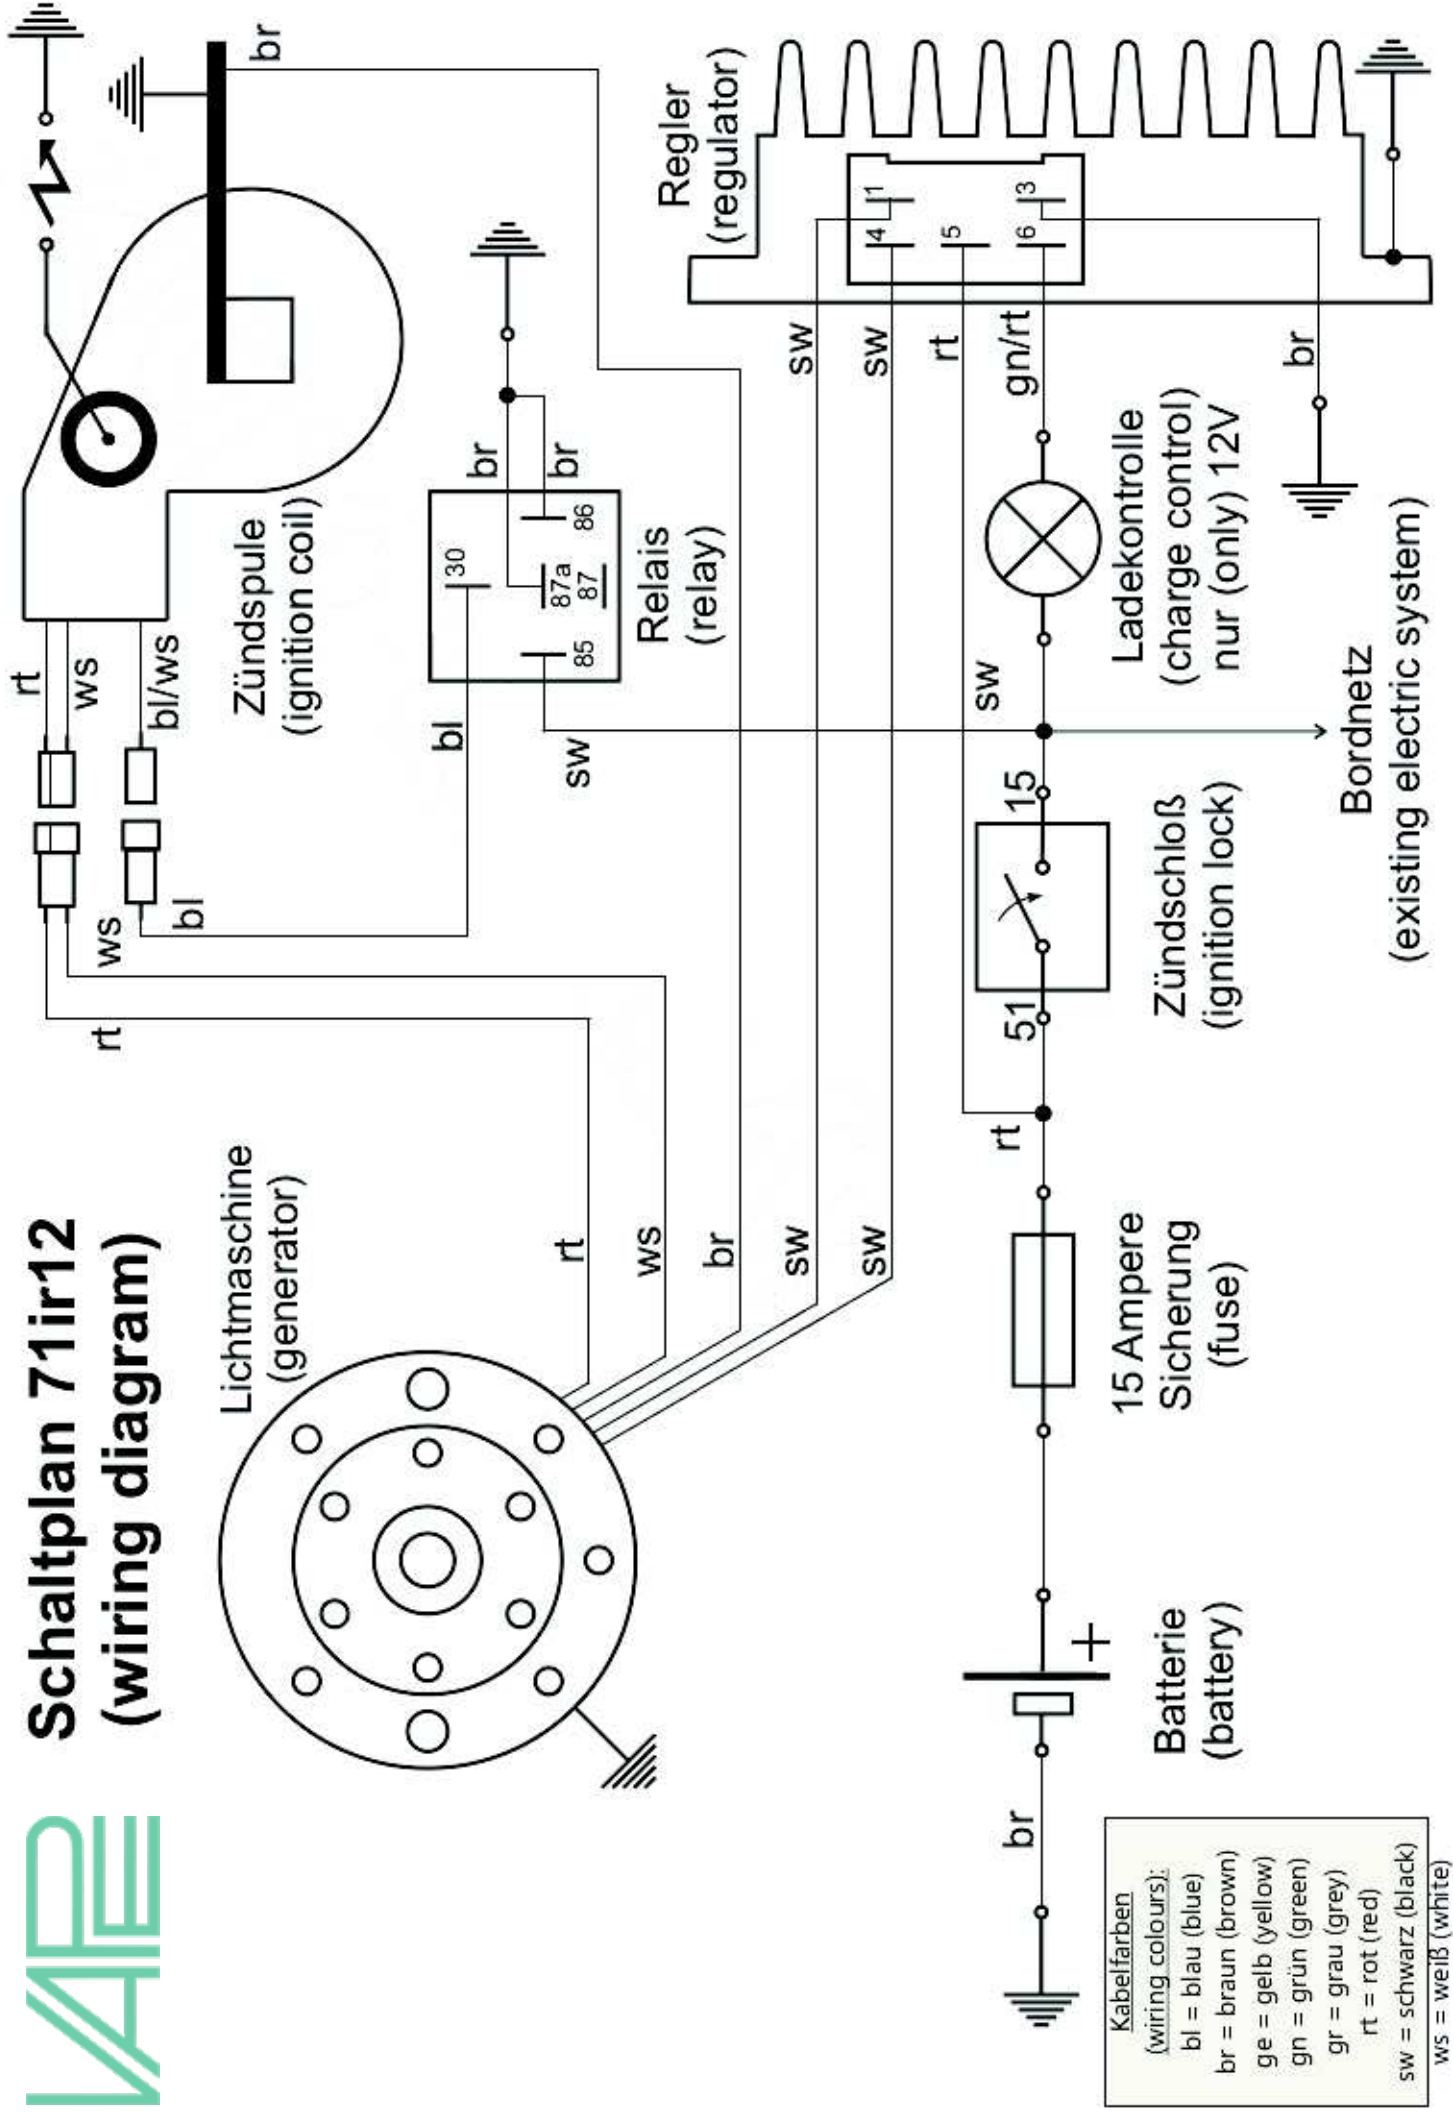 VAPE
Schaltplan 71ir12
(wiring diagram)
Lichtmaschine
(generator)
rt
ws
br
sw
sw
rt
ws
bl
rt
ws
bl/ws
Zündspule
(ignition coil)
br
bl
sw
30
87a
87
85
86
br
br
Relais
(relay)
Regler
(regulator)
1
4
5
3
6
sw
sw
rt
gn/rt
br
Ladekontrolle
(charge control)
nur (only) 12V
sw
15
51
Zündschloß
(ignition lock)
Bordnetz
(existing electric system)
rt
15 Ampere
Sicherung
(fuse)
+
Batterie
(battery)
br
Kabelfarben
(wiring colours):
bl = blau (blue)
br = braun (brown)
ge = gelb (yellow)
gn = grün (green)
gr = grau (grey)
rt = rot (red)
sw = schwarz (black)
ws = weiß (white)